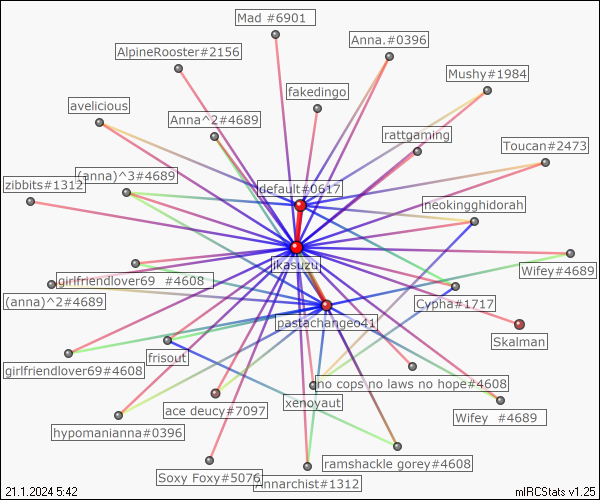 Mad #6901
Anna.#0396
AlpineRooster#2156
Mushy#1984
fakedingo
avelicious
Anna^2#4689
rattgaming
Toucan#2473
(anna)^3#4689
zibbits#1312
default#0617
neokingghidorah
ikasuzu
Wifey#4689
girlfriendlover69 #4608
(anna)^2#4689
Cypha#1717
pastachangeo41
Skalman
frisout
girlfriendlover69#4608
no cops no laws no hope#4608
xenoyaut
ace deucy#7097
Wifey #4689
hypomanianna#0396
ramshackle gorey#4608
Soxy Foxy#5076
Annarchist#1312
21.1.2024 5:42
mIRCStats v1.25